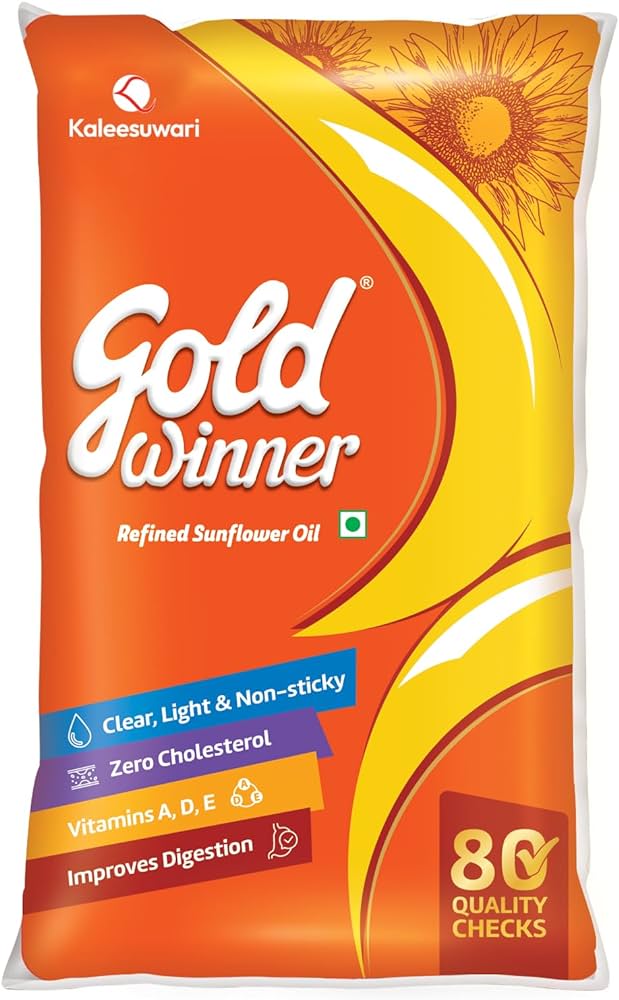 Kaleesuwari
Gold®
Winner
Refined Sunflower Oil
Clear, Light & Non-sticky
Zero Cholesterol
Vitamins A, D, E
A
D E
Improves Digestion
80
QUALITY
CHECKS